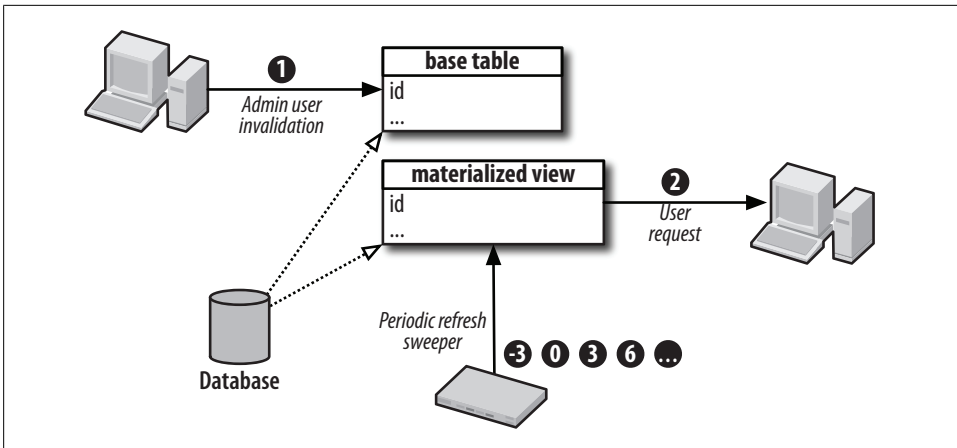 1
base table
id
...
Admin user
invalidation
materialized view
id
...
2
User
request
Periodic refresh
sweeper
-3 0 3 6 ...
Database